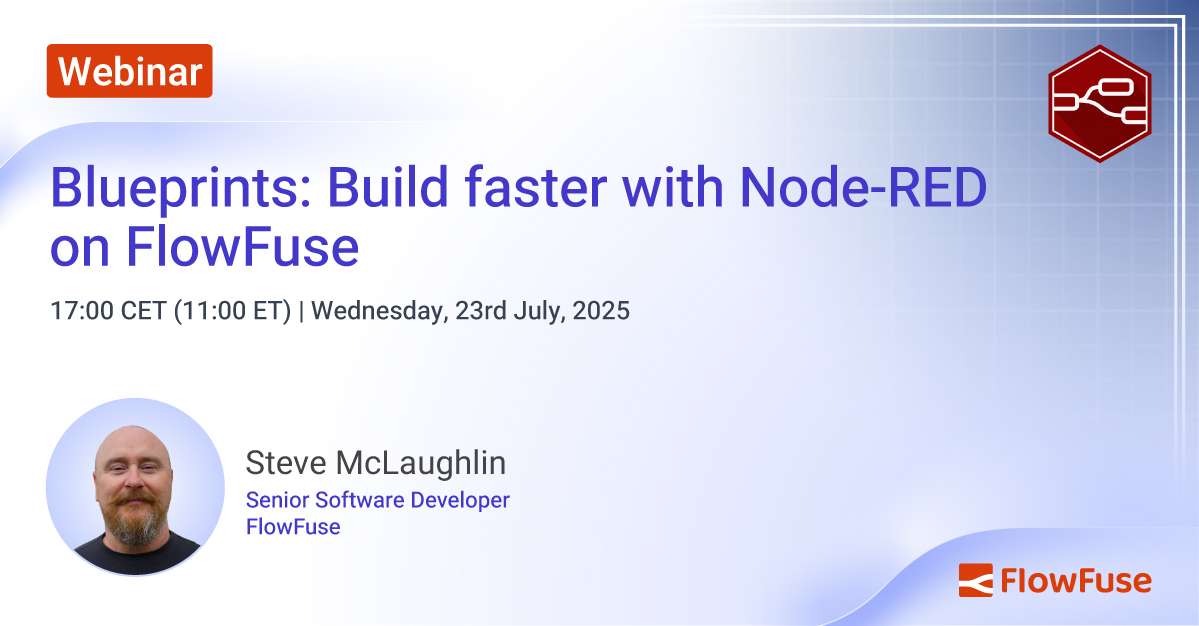 Webinar
Blueprints: Build faster with Node-RED
on FlowFuse
17:00 CET (11:00 ET) | Wednesday, 23rd July, 2025
Steve McLaughlin
Senior Software Developer
FlowFuse
FlowFuse